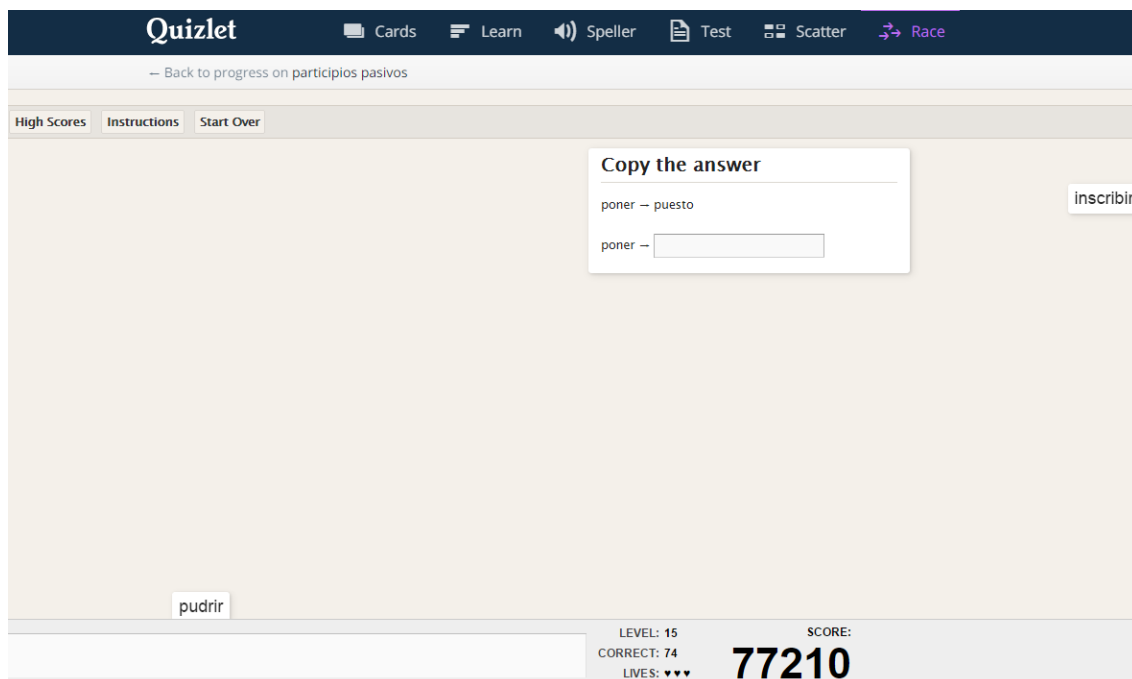 Quizlet Cards Learn Speller Test Scatter Race
← Back to progress on participios pasivos
High Scores Instructions Start Over
Copy the answer
poner → puesto
poner →
inscribir
pudrir
LEVEL: 15
CORRECT: 74
LIVES: ♥♥♥
SCORE:
77210